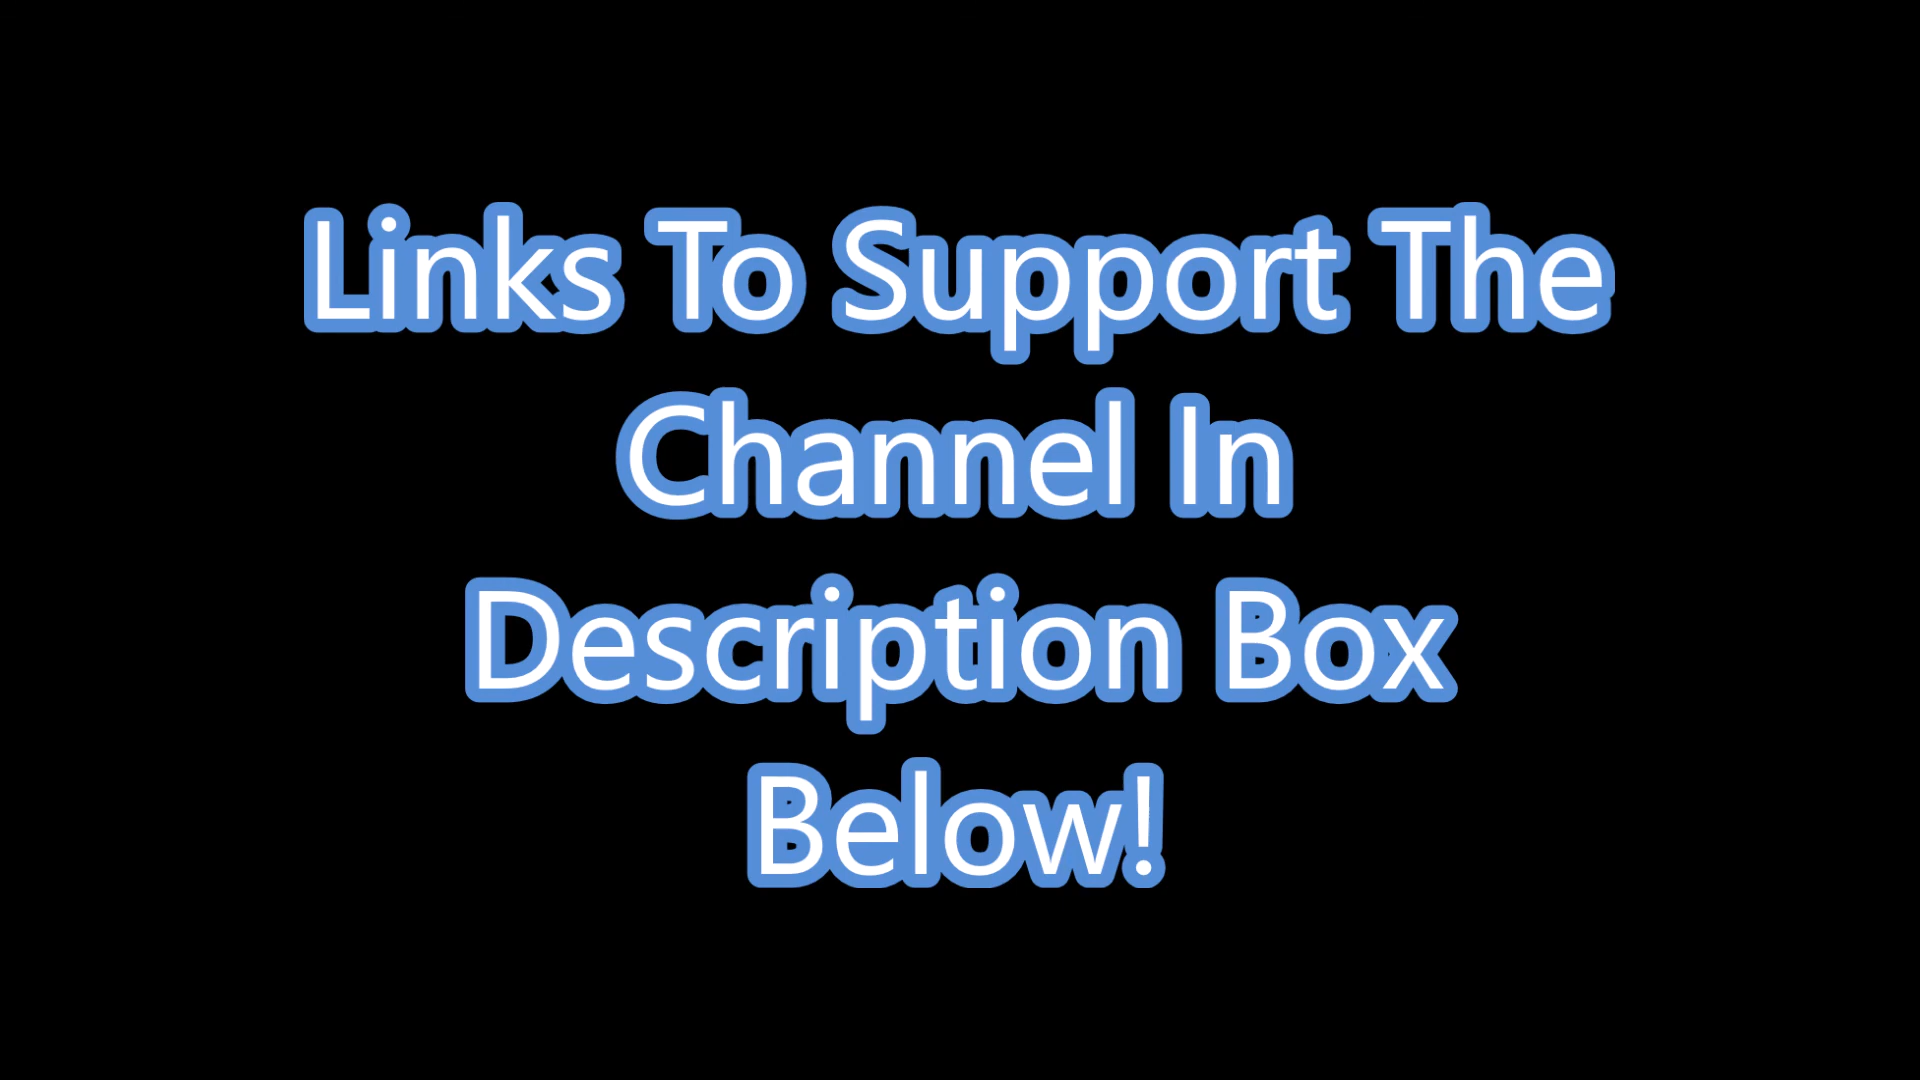 Links To Support The
Channel In
Description Box
Below!